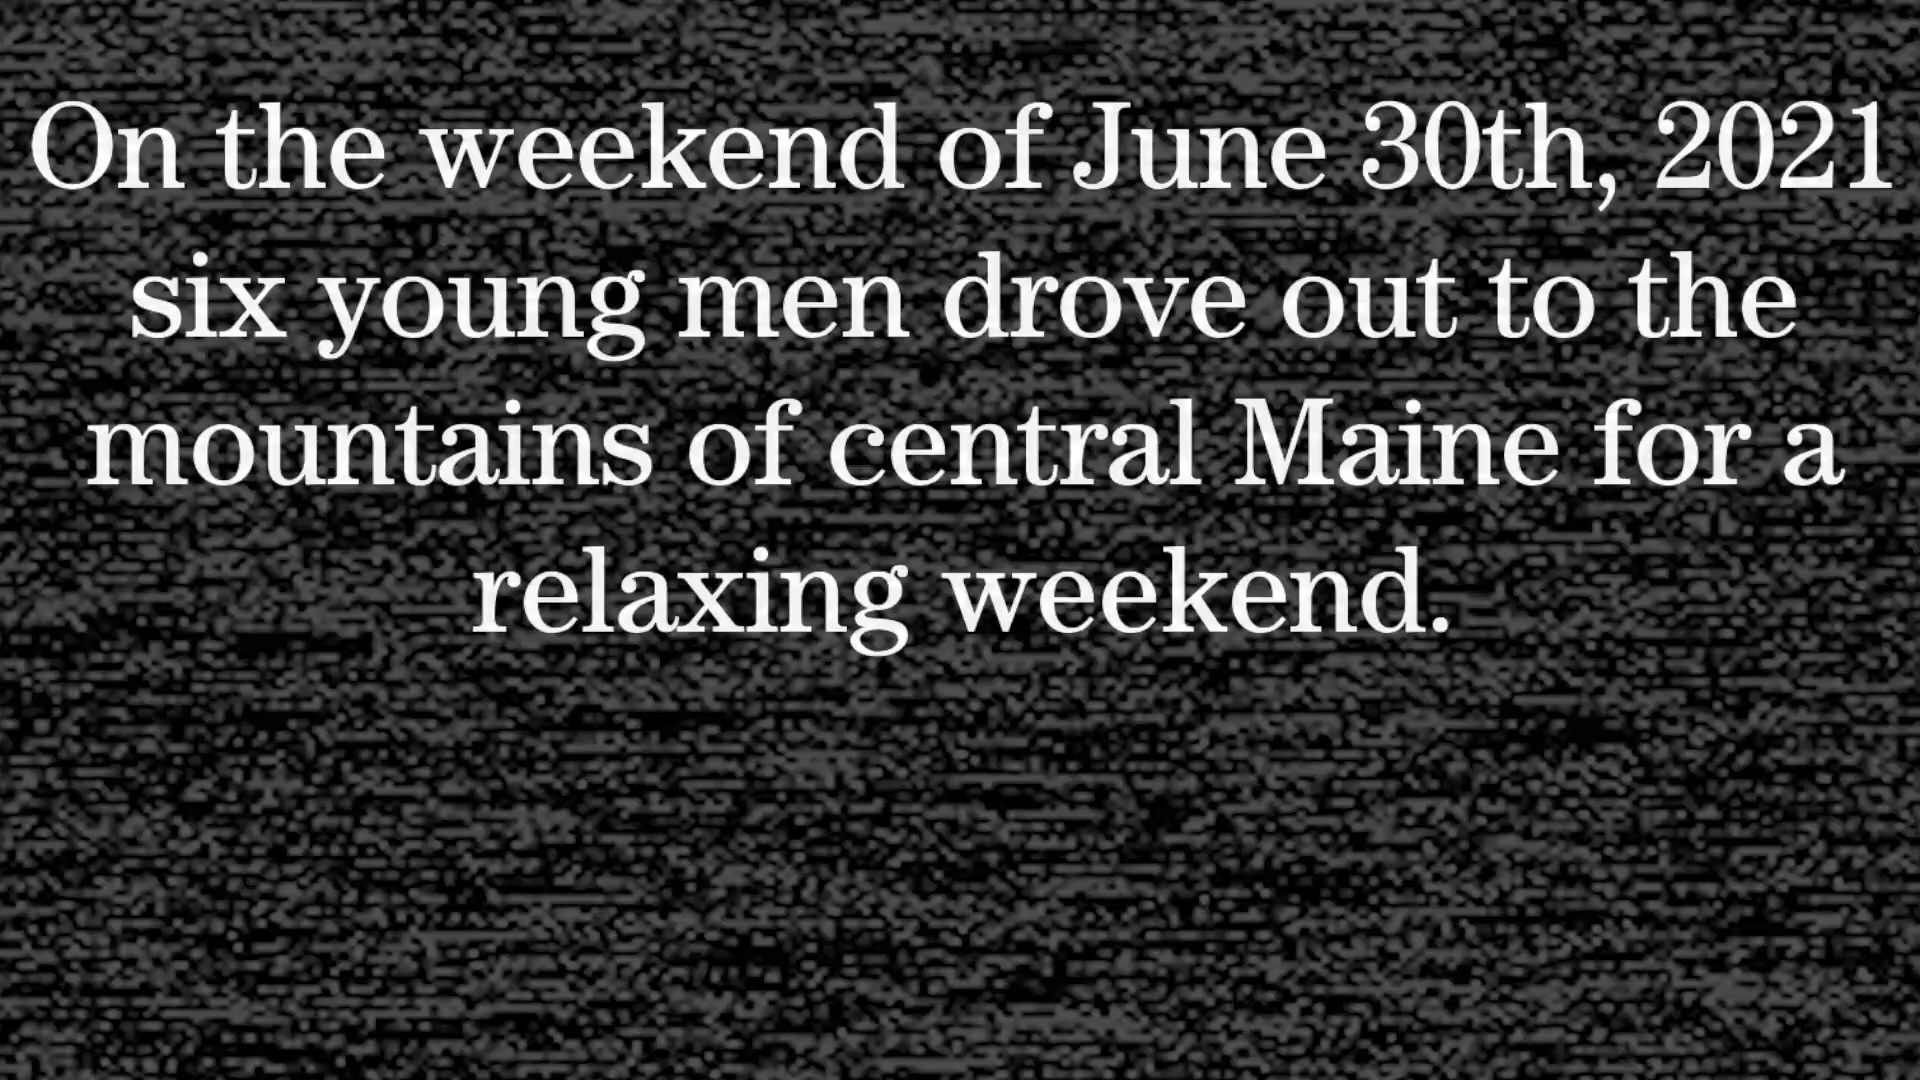 On the weekend of June 30th, 2021
six young men drove out to the
mountains of central Maine for a
relaxing weekend.